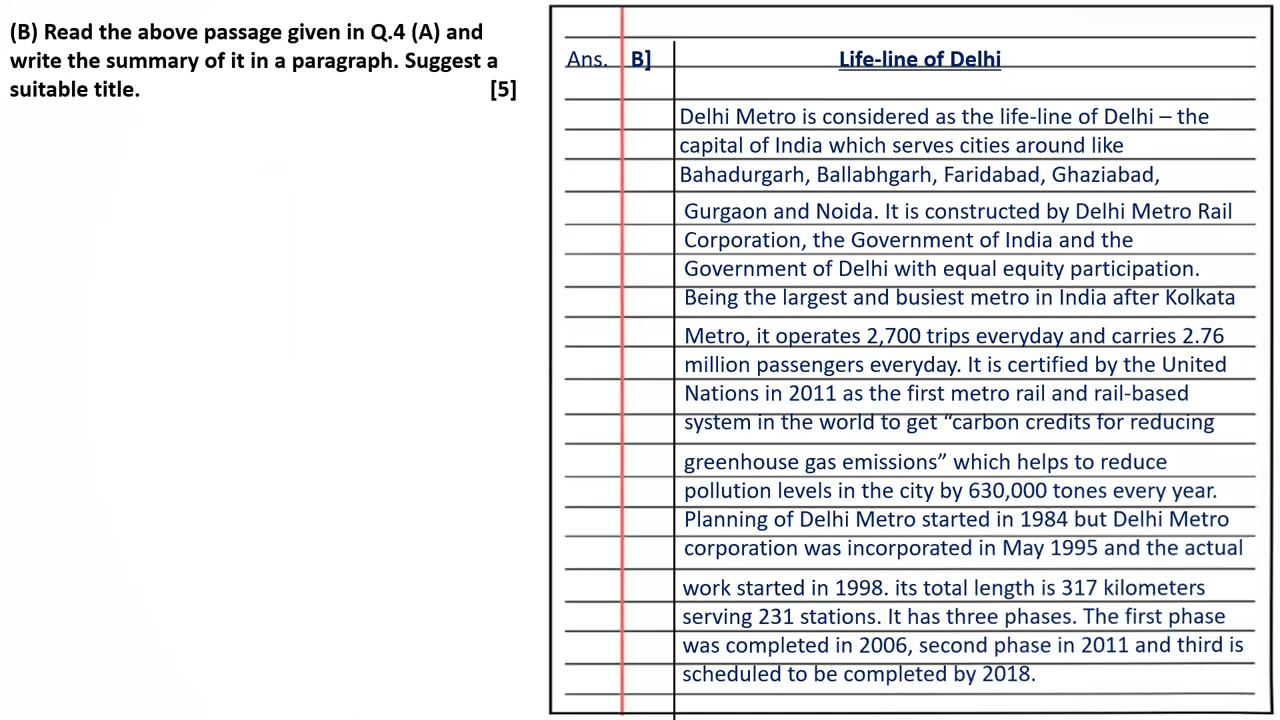 (B) Read the above passage given in Q.4 (A) and
write the summary of it in a paragraph. Suggest a
suitable title. [5]
Ans. B] Life-line of Delhi
Delhi Metro is considered as the life-line of Delhi – the
capital of India which serves cities around like
Bahadurgarh, Ballabhgarh, Faridabad, Ghaziabad,
Gurgaon and Noida. It is constructed by Delhi Metro Rail
Corporation, the Government of India and the
Government of Delhi with equal equity participation.
Being the largest and busiest metro in India after Kolkata
Metro, it operates 2,700 trips everyday and carries 2.76
million passengers everyday. It is certified by the United
Nations in 2011 as the first metro rail and rail-based
system in the world to get “carbon credits for reducing
greenhouse gas emissions” which helps to reduce
pollution levels in the city by 630,000 tones every year.
Planning of Delhi Metro started in 1984 but Delhi Metro
corporation was incorporated in May 1995 and the actual
work started in 1998. its total length is 317 kilometers
serving 231 stations. It has three phases. The first phase
was completed in 2006, second phase in 2011 and third is
scheduled to be completed by 2018.